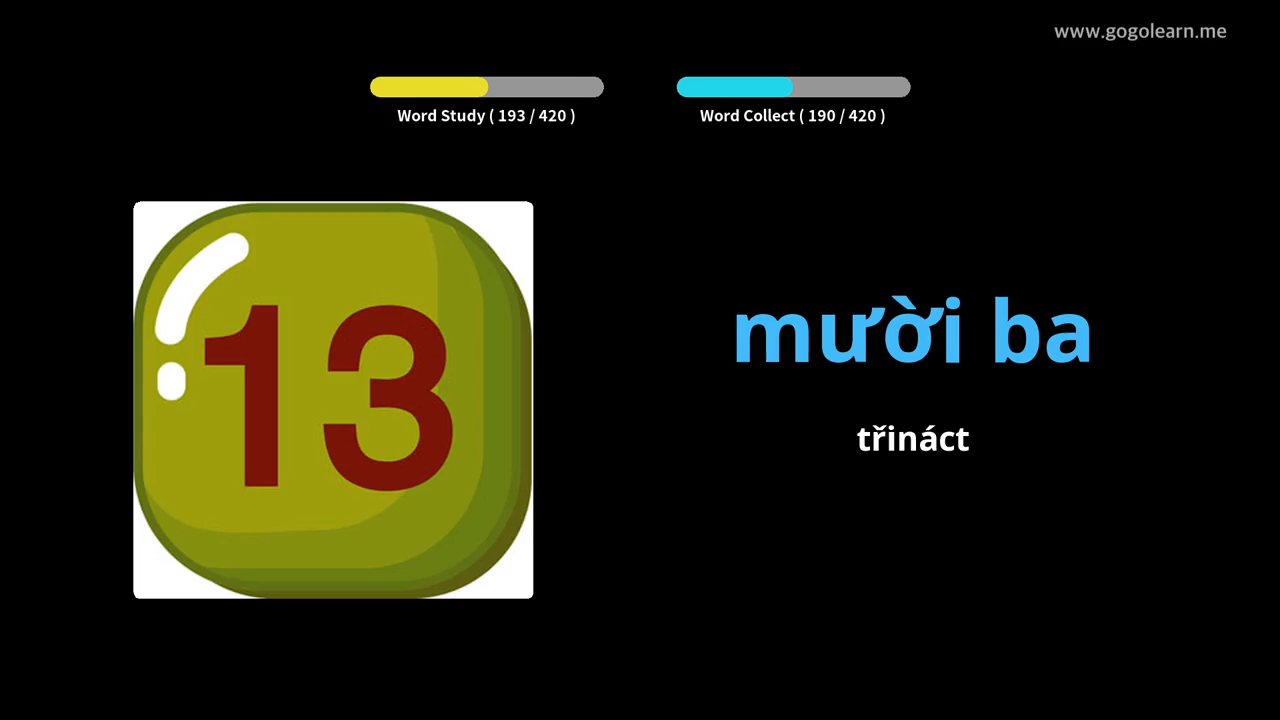 www.gogolearn.me
Word Study ( 193 / 420 )
Word Collect ( 190 / 420 )
13
mười ba
třináct